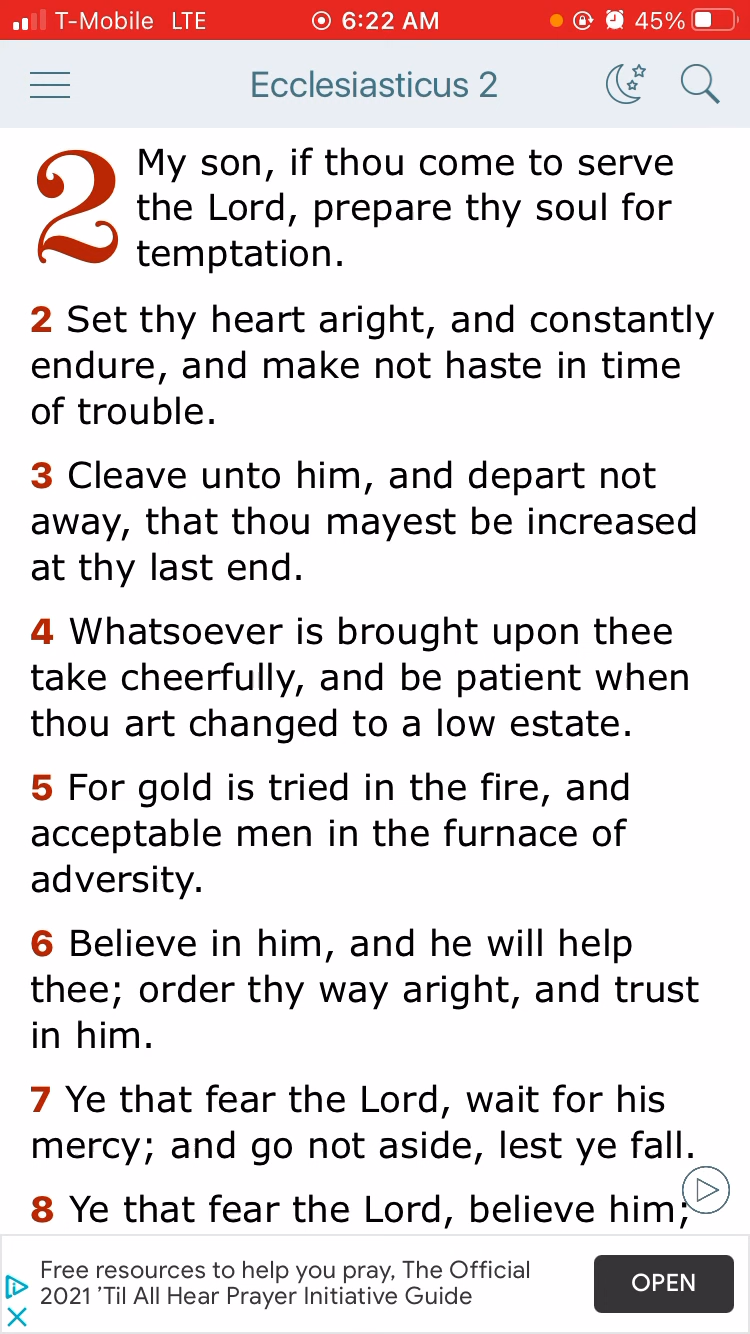 T-Mobile LTE 6:22 AM 45%
Ecclesiasticus 2
2 My son, if thou come to serve
the Lord, prepare thy soul for
temptation.
2 Set thy heart aright, and constantly
endure, and make not haste in time
of trouble.
3 Cleave unto him, and depart not
away, that thou mayest be increased
at thy last end.
4 Whatsoever is brought upon thee
take cheerfully, and be patient when
thou art changed to a low estate.
5 For gold is tried in the fire, and
acceptable men in the furnace of
adversity.
6 Believe in him, and he will help
thee; order thy way aright, and trust
in him.
7 Ye that fear the Lord, wait for his
mercy; and go not aside, lest ye fall.
8 Ye that fear the Lord, believe him;
Free resources to help you pray, The Official
2021 ’Til All Hear Prayer Initiative Guide
OPEN